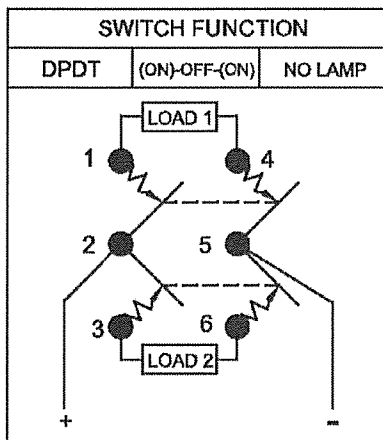 SWITCH FUNCTION
DPDT (ON)-OFF-(ON) NO LAMP
LOAD 1
1 4
2 5
3 6
LOAD 2
+ -